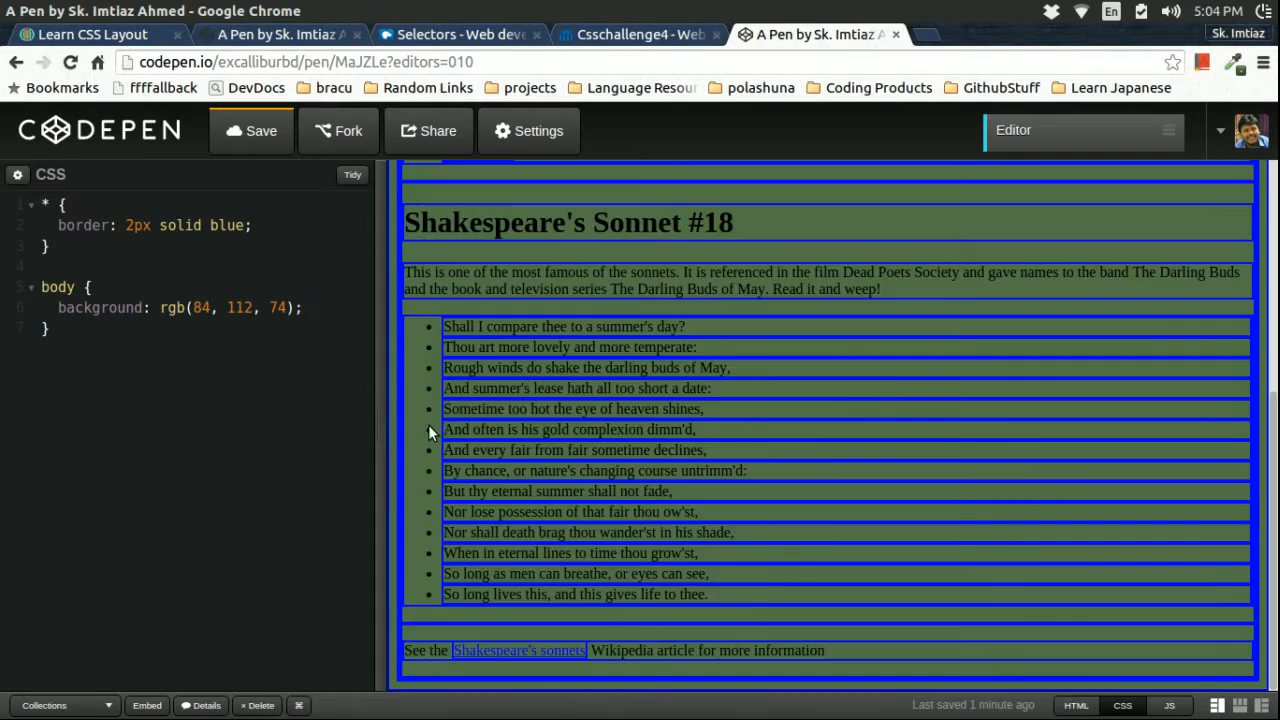 A Pen by Sk. Imtiaz Ahmed - Google Chrome
En
5:04 PM
Learn CSS Layout
A Pen by Sk. Imtiaz A
Selectors - Web deve
Csschallenge4 - Web
A Pen by Sk. Imtiaz A
Sk. Imtiaz
codepen.io/excalliburbd/pen/MaJZLe?editors=010
Bookmarks
ffffallback
DevDocs
bracu
Random Links
projects
Language Resour
polashuna
Coding Products
GithubStuff
Learn Japanese
CODEPEN
Save
Fork
Share
Settings
Editor
CSS
Tidy
1 * {
2 border: 2px solid blue;
3 }
4
5 body {
6 background: rgb(84, 112, 74);
7 }
Shakespeare's Sonnet #18
This is one of the most famous of the sonnets. It is referenced in the film Dead Poets Society and gave names to the band The Darling Buds
and the book and television series The Darling Buds of May. Read it and weep!
• Shall I compare thee to a summer's day?
• Thou art more lovely and more temperate:
• Rough winds do shake the darling buds of May,
• And summer's lease hath all too short a date:
• Sometime too hot the eye of heaven shines,
• And often is his gold complexion dimm'd,
• And every fair from fair sometime declines,
• By chance, or nature's changing course untrimm'd:
• But thy eternal summer shall not fade,
• Nor lose possession of that fair thou ow'st,
• Nor shall death brag thou wander'st in his shade,
• When in eternal lines to time thou grow'st,
• So long as men can breathe, or eyes can see,
• So long lives this, and this gives life to thee.
See the Shakespeare's sonnets Wikipedia article for more information
Collections
Embed
Details
× Delete
⌘
Last saved 1 minute ago
HTML
CSS
JS